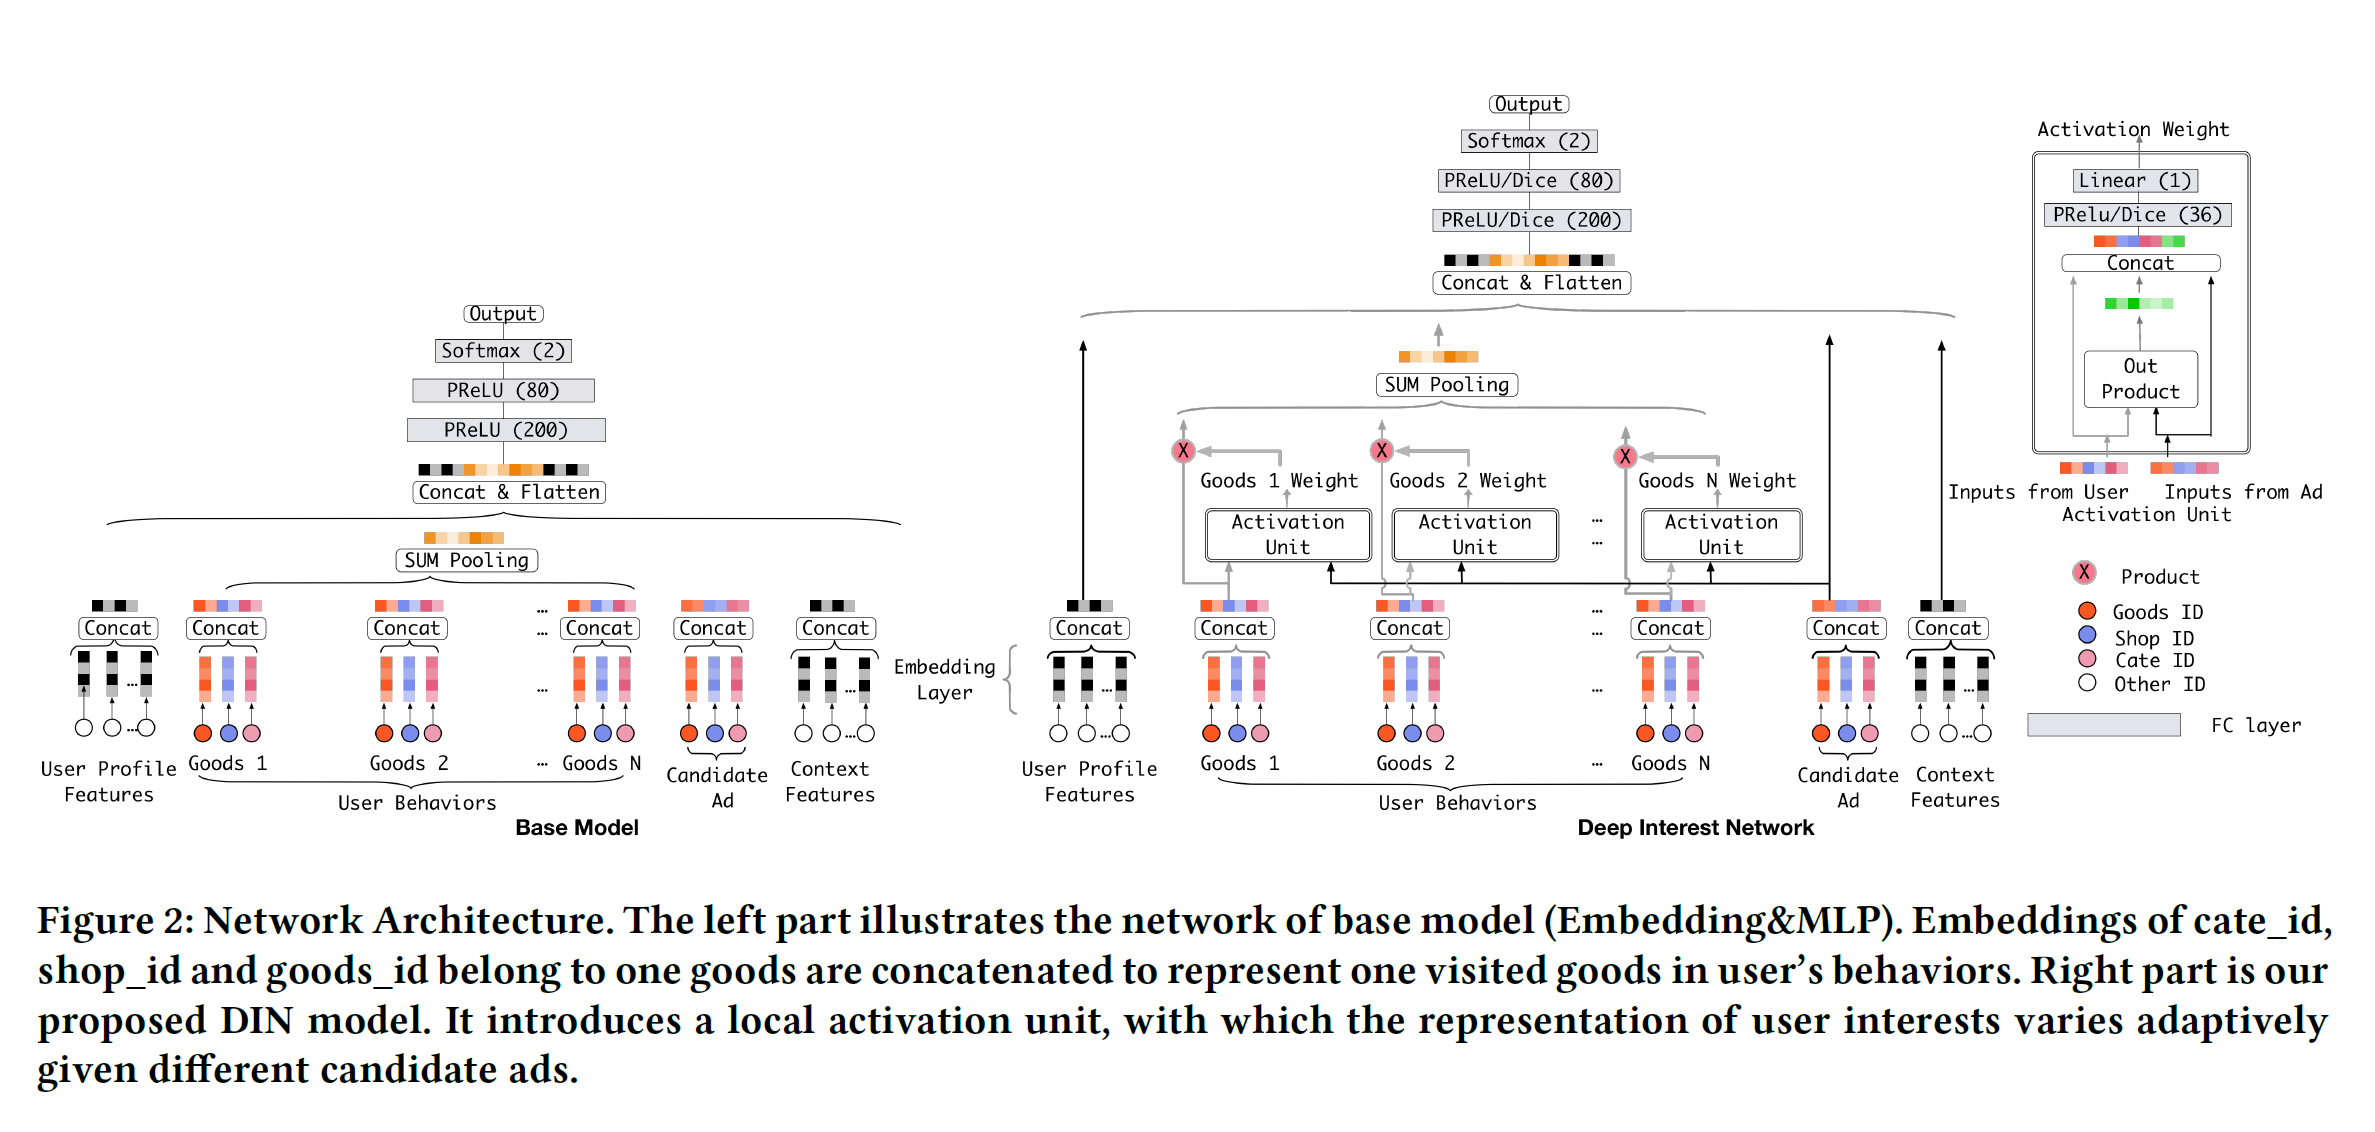 Output
Softmax (2)
PReLU (80)
PReLU (200)
Concat & Flatten
SUM Pooling
Concat
Concat
Concat
...
...
Concat
Concat
Concat
...
...
...
User Profile
Features
Goods 1
Goods 2
...
Goods N
User Behaviors
Candidate
Ad
Context
Features
Base Model
Embedding
Layer
Output
Softmax (2)
PReLU/Dice (80)
PReLU/Dice (200)
Concat & Flatten
SUM Pooling
X
X
X
Goods 1 Weight
Goods 2 Weight
Goods N Weight
Activation
Unit
Activation
Unit
...
...
Activation
Unit
Concat
Concat
Concat
...
...
Concat
Concat
Concat
...
...
...
User Profile
Features
Goods 1
Goods 2
...
Goods N
User Behaviors
Candidate
Ad
Context
Features
Deep Interest Network
Activation Weight
Linear (1)
PRelu/Dice (36)
Concat
Out
Product
Inputs from User
Inputs from Ad
Activation Unit
X
Product
Goods ID
Shop ID
Cate ID
Other ID
FC layer
Figure 2: Network Architecture. The left part illustrates the network of base model (Embedding&MLP). Embeddings of cate_id,
shop_id and goods_id belong to one goods are concatenated to represent one visited goods in user's behaviors. Right part is our
proposed DIN model. It introduces a local activation unit, with which the representation of user interests varies adaptively
given different candidate ads.